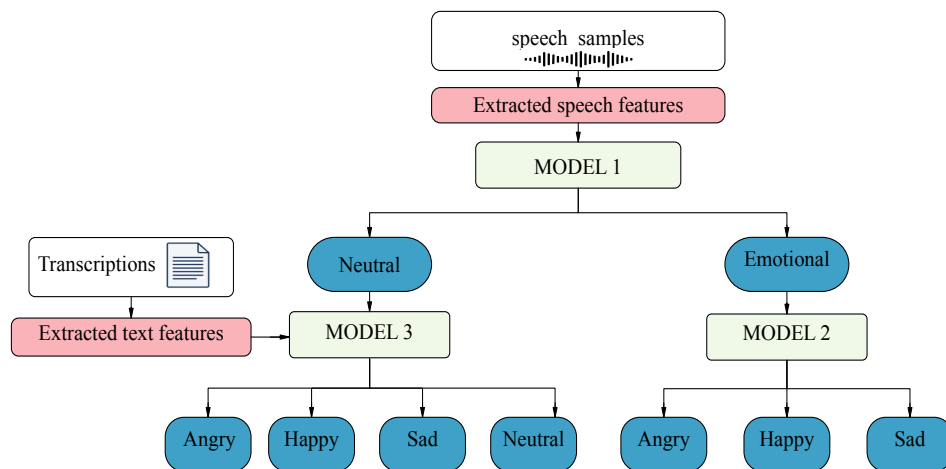 speech samples
Extracted speech features
MODEL 1
Neutral
Emotional
Transcriptions
Extracted text features
MODEL 3
MODEL 2
Angry
Happy
Sad
Neutral
Angry
Happy
Sad